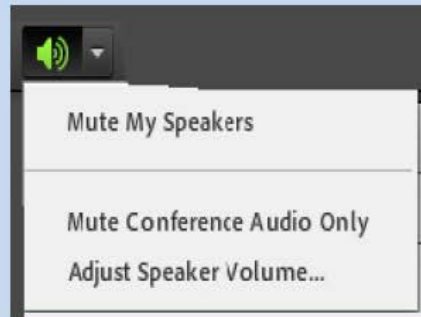 Mute My Speakers
Mute Conference Audio Only
Adjust Speaker Volume...